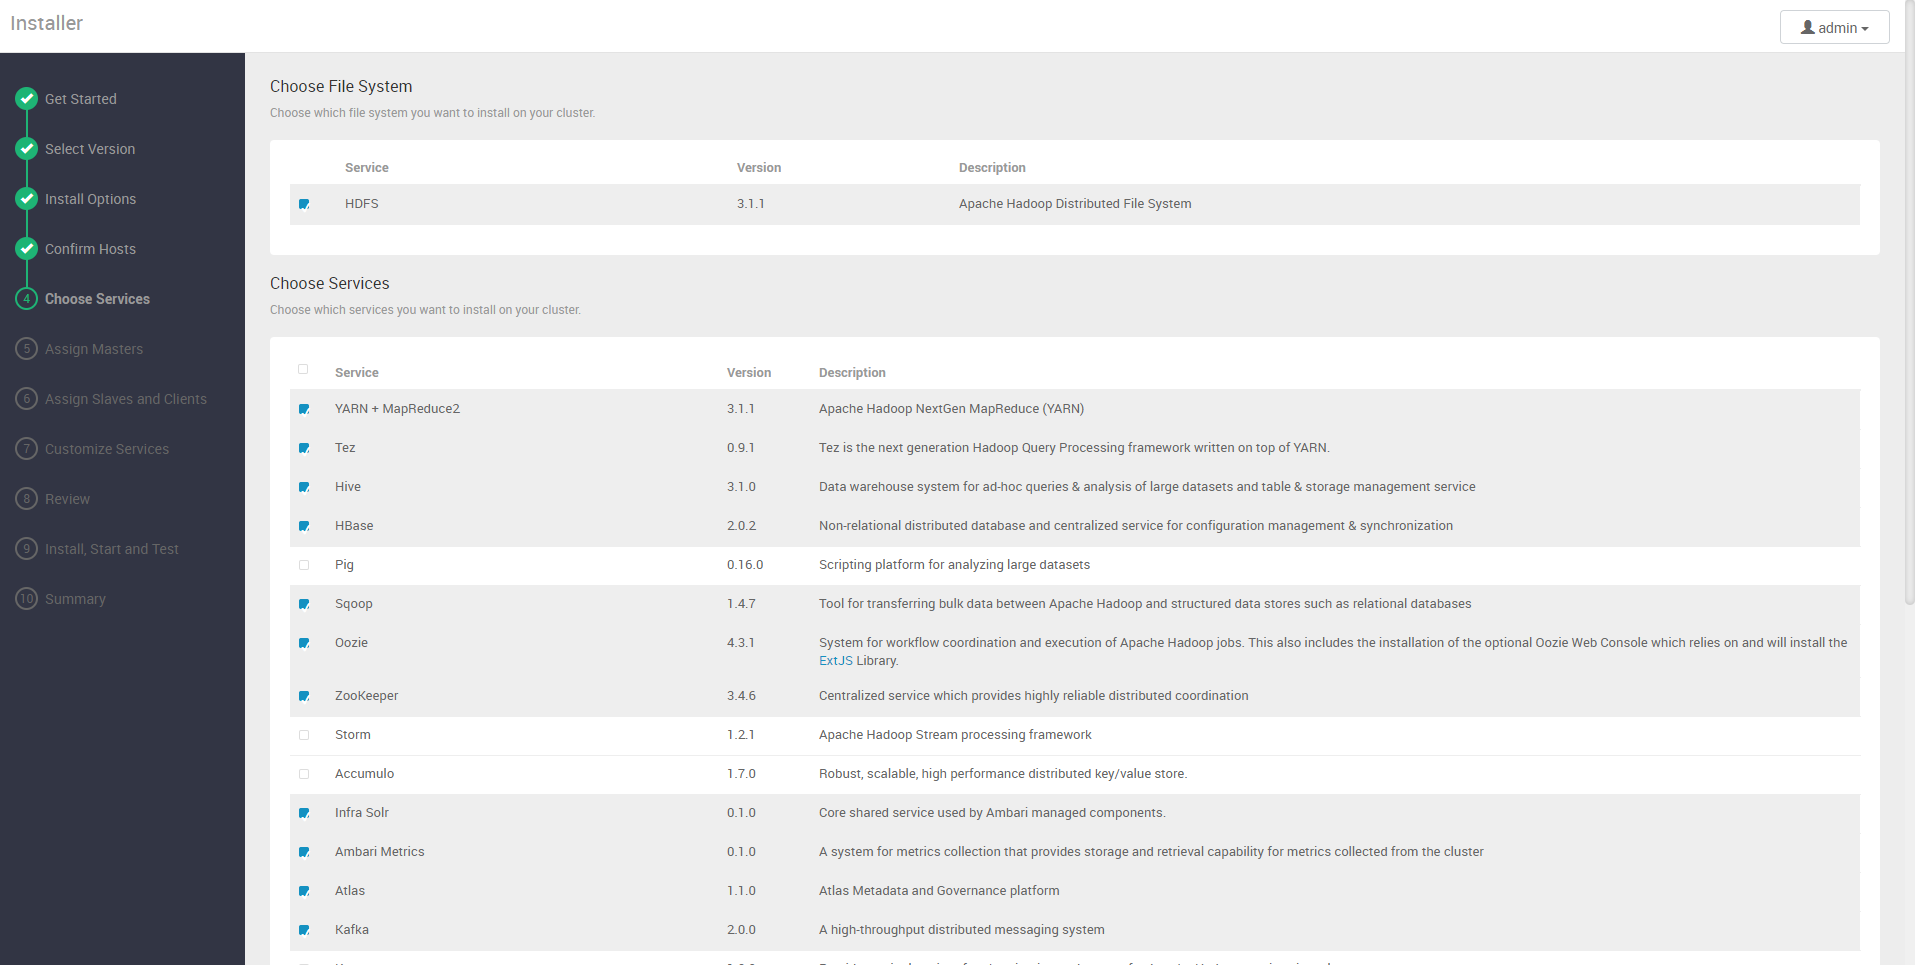 Installer
admin
Get Started
Select Version
Install Options
Confirm Hosts
4 Choose Services
5 Assign Masters
6 Assign Slaves and Clients
7 Customize Services
8 Review
9 Install, Start and Test
10 Summary
Choose File System
Choose which file system you want to install on your cluster.
Service Version Description
HDFS 3.1.1 Apache Hadoop Distributed File System
Choose Services
Choose which services you want to install on your cluster.
Service Version Description
YARN + MapReduce2 3.1.1 Apache Hadoop NextGen MapReduce (YARN)
Tez 0.9.1 Tez is the next generation Hadoop Query Processing framework written on top of YARN.
Hive 3.1.0 Data warehouse system for ad-hoc queries & analysis of large datasets and table & storage management service
HBase 2.0.2 Non-relational distributed database and centralized service for configuration management & synchronization
Pig 0.16.0 Scripting platform for analyzing large datasets
Sqoop 1.4.7 Tool for transferring bulk data between Apache Hadoop and structured data stores such as relational databases
Oozie 4.3.1 System for workflow coordination and execution of Apache Hadoop jobs. This also includes the installation of the optional Oozie Web Console which relies on and will install the
ExtJS Library.
ZooKeeper 3.4.6 Centralized service which provides highly reliable distributed coordination
Storm 1.2.1 Apache Hadoop Stream processing framework
Accumulo 1.7.0 Robust, scalable, high performance distributed key/value store.
Infra Solr 0.1.0 Core shared service used by Ambari managed components.
Ambari Metrics 0.1.0 A system for metrics collection that provides storage and retrieval capability for metrics collected from the cluster
Atlas 1.1.0 Atlas Metadata and Governance platform
Kafka 2.0.0 A high-throughput distributed messaging system